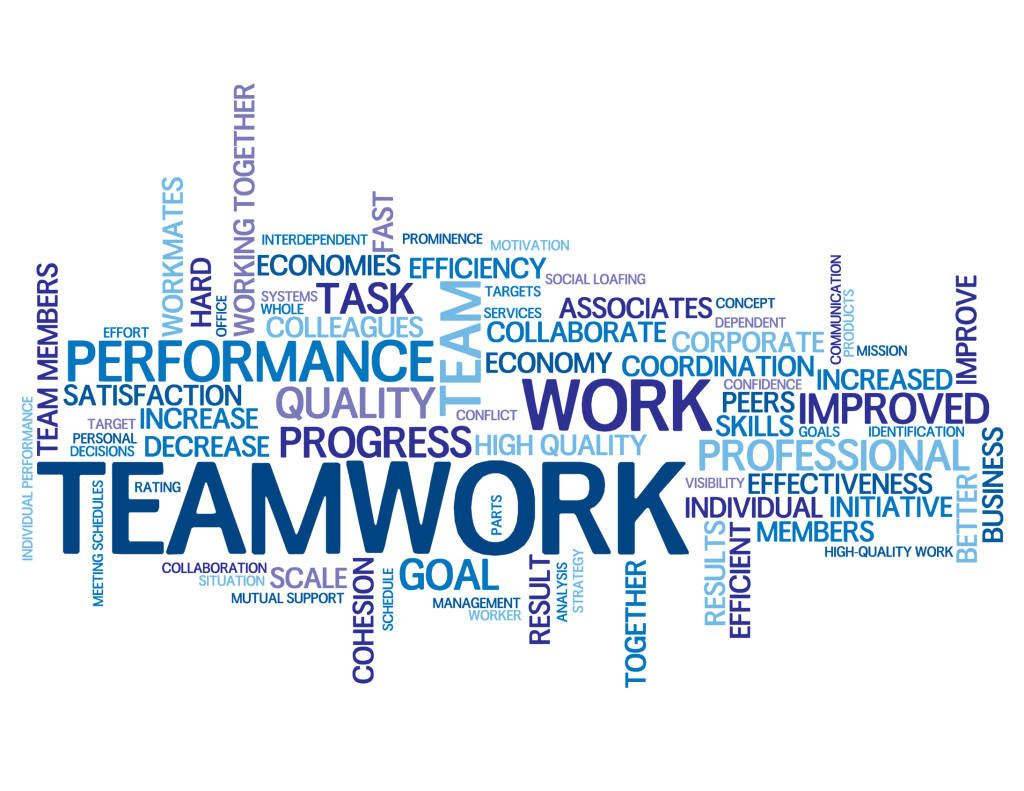 WORKING TOGETHER
WORKMATES
FAST
INTERDEPENDENT
PROMINENCE
MOTIVATION
HARD
ECONOMIES
EFFICIENCY
SOCIAL LOAFING
TEAM MEMBERS
OFFICE
SYSTEMS
WHOLE
TASK
TEAM
TARGETS
SERVICES
ASSOCIATES
CONCEPT
COMMUNICATION
PRODUCTS
IMPROVE
EFFORT
COLLEAGUES
COLLABORATE
DEPENDENT
CORPORATE
MISSION
PERFORMANCE
ECONOMY
COORDINATION
INCREASED
SATISFACTION
QUALITY
WORK
CONFIDENCE
PEERS
IMPROVED
INDIVIDUAL PERFORMANCE
TARGET
INCREASE
CONFLICT
SKILLS
GOALS
IDENTIFICATION
PERSONAL
DECISIONS
DECREASE
PROGRESS
HIGH QUALITY
PROFESSIONAL
BUSINESS
TEAMWORK
RATING
PARTS
MEETING SCHEDULES
VISIBILITY
EFFECTIVENESS
BETTER
INDIVIDUAL
INITIATIVE
RESULTS
EFFICIENT
MEMBERS
HIGH-QUALITY WORK
COLLABORATION
SITUATION
SCALE
MUTUAL SUPPORT
COHESION
SCHEDULE
GOAL
MANAGEMENT
WORKER
RESULT
ANALYSIS
STRATEGY
TOGETHER